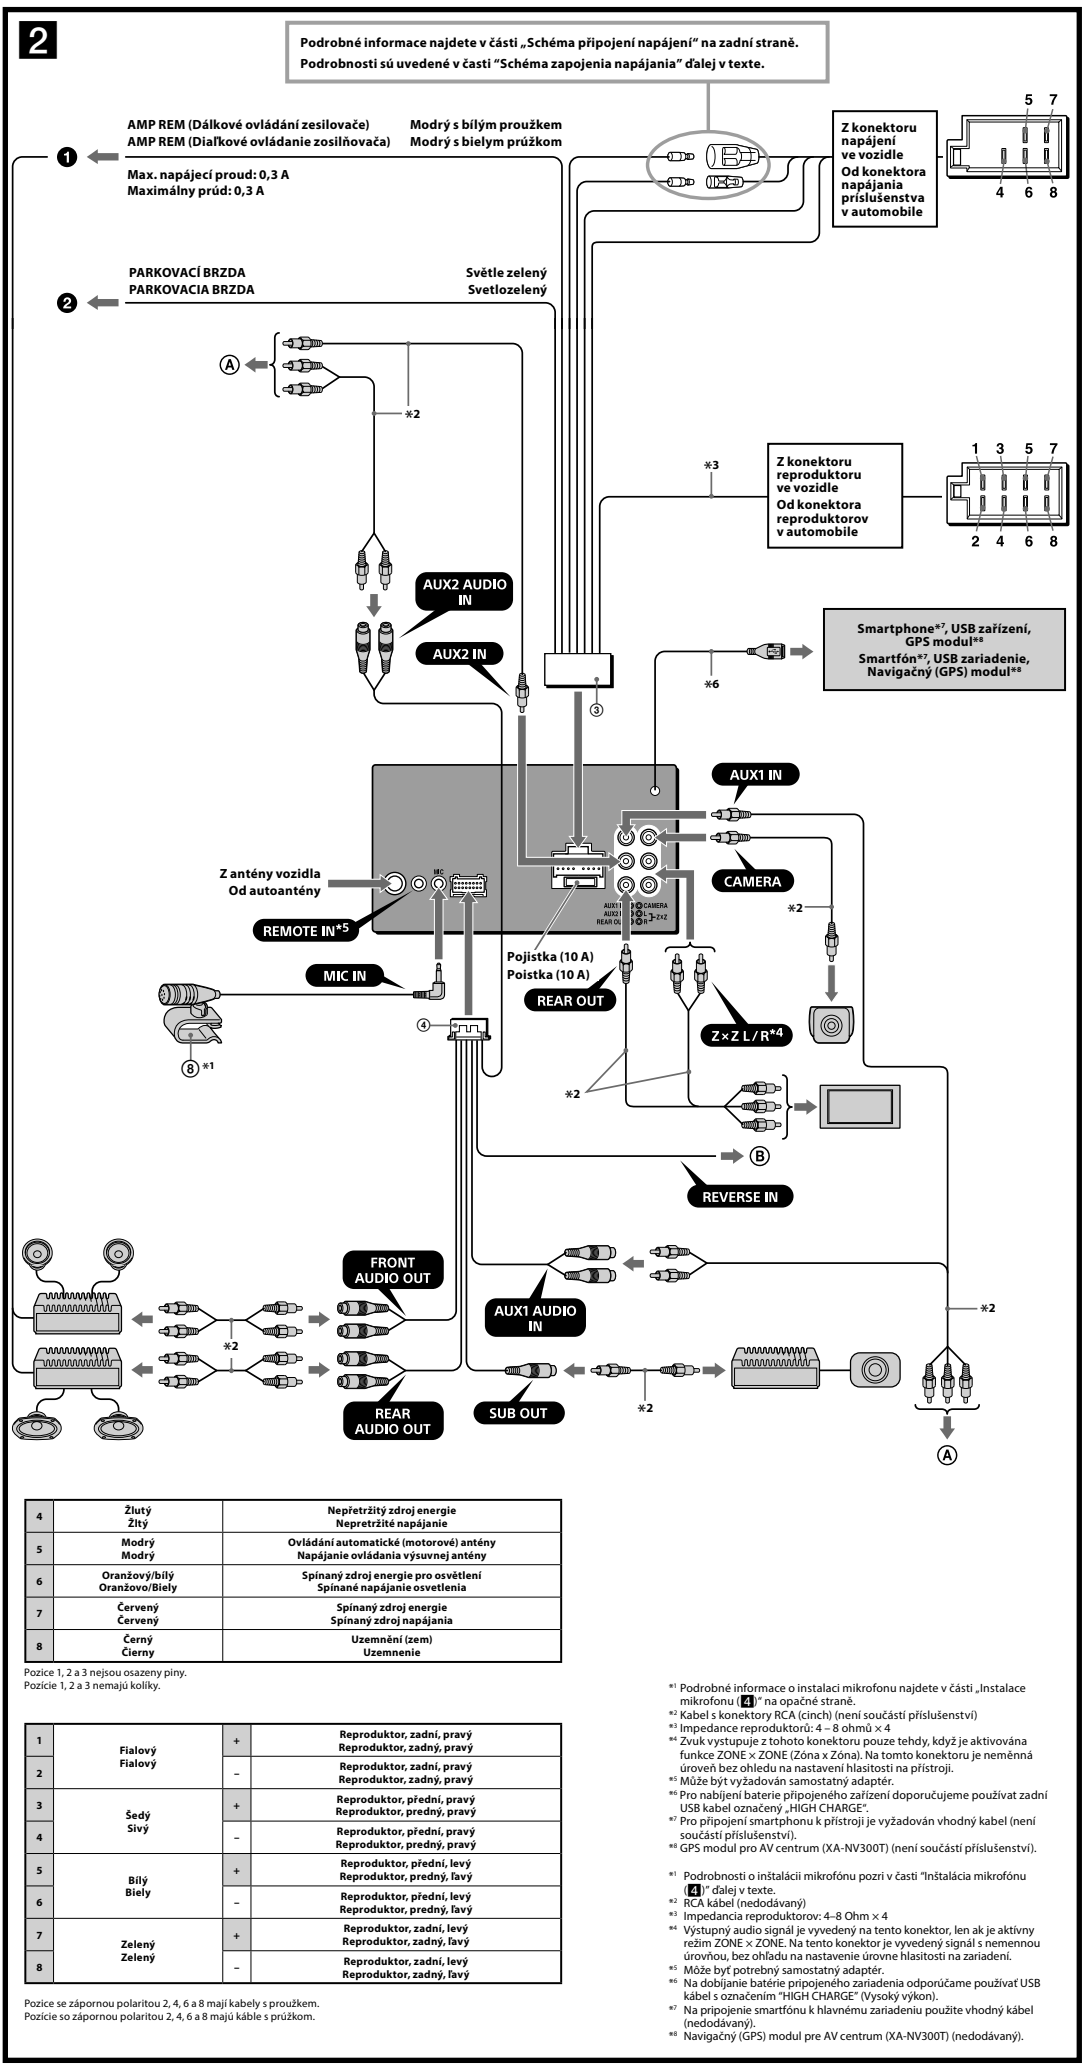 2
Podrobné informace najdete v části „Schéma připojení napájení“ na zadní straně.
Podrobnosti sú uvedené v časti “Schéma zapojenia napájania” ďalej v texte.
AMP REM (Dálkové ovládání zesilovače) Modrý s bílým proužkem
AMP REM (Diaľkové ovládanie zosilňovača) Modrý s bielym prúžkom
1
Max. napájecí proud: 0,3 A
Maximálny prúd: 0,3 A
Z konektoru
napájení
ve vozidle
Od konektora
napájania
príslušenstva
v automobile
5 7
4 6 8
PARKOVACÍ BRZDA Světle zelený
PARKOVACIA BRZDA Svetlozelený
2
A
*2
*3
Z konektoru
reproduktoru
ve vozidle
Od konektora
reproduktorov
v automobile
1 3 5 7
2 4 6 8
AUX2 AUDIO
IN
AUX2 IN
3
*6
Smartphone*7, USB zařízení,
GPS modul*8
Smartfón*7, USB zariadenie,
Navigačný (GPS) modul*8
AUX1 IN
CAMERA
*2
Z antény vozidla
Od autoantény
MIC
REMOTE IN*5
AUX1 CAMERA
AUX2 L
REAR OUT R Z×Z
Pojistka (10 A)
Poistka (10 A)
MIC IN
REAR OUT
Z×Z L/R*4
4
8 *1
*2
B
REVERSE IN
FRONT
AUDIO OUT
AUX1 AUDIO
IN
*2
*2
REAR
AUDIO OUT
SUB OUT
*2
A
4 Žlutý Nepřetržitý zdroj energie
Žltý Nepretržité napájanie
5 Modrý Ovládání automatické (motorové) antény
Modrý Napájanie ovládania výsuvnej antény
6 Oranžový/bílý Spínaný zdroj energie pro osvětlení
Oranžovo/Biely Spínané napájanie osvetlenia
7 Červený Spínaný zdroj energie
Červený Spínaný zdroj napájania
8 Černý Uzemnění (zem)
Čierny Uzemnenie
Pozice 1, 2 a 3 nejsou osazeny piny.
Pozície 1, 2 a 3 nemajú kolíky.
1 Fialový + Reproduktor, zadní, pravý
Fialový Reproduktor, zadný, pravý
2 – Reproduktor, zadní, pravý
Reproduktor, zadný, pravý
3 Šedý + Reproduktor, přední, pravý
Sivý Reproduktor, predný, pravý
4 – Reproduktor, přední, pravý
Reproduktor, predný, pravý
5 Bílý + Reproduktor, přední, levý
Biely Reproduktor, predný, ľavý
6 – Reproduktor, přední, levý
Reproduktor, predný, ľavý
7 Zelený + Reproduktor, zadní, levý
Zelený Reproduktor, zadný, ľavý
8 – Reproduktor, zadní, levý
Reproduktor, zadný, ľavý
Pozice se zápornou polaritou 2, 4, 6 a 8 mají kabely s proužkem.
Pozície so zápornou polaritou 2, 4, 6 a 8 majú káble s prúžkom.
*1 Podrobné informace o instalaci mikrofonu najdete v části „Instalace
mikrofonu (4)“ na opačné straně.
*2 Kabel s konektory RCA (cinch) (není součástí příslušenství)
*3 Impedance reproduktorů: 4 – 8 ohmů × 4
*4 Zvuk vystupuje z tohoto konektoru pouze tehdy, když je aktivována
funkce ZONE × ZONE (Zóna x Zóna). Na tomto konektoru je neměnná
úroveň bez ohledu na nastavení hlasitosti na přístroji.
*5 Může být vyžadován samostatný adaptér.
*6 Pro nabíjení baterie připojeného zařízení doporučujeme používat zadní
USB kabel označený „HIGH CHARGE“.
*7 Pro připojení smartphonu k přístroji je vyžadován vhodný kabel (není
součástí příslušenství).
*8 GPS modul pro AV centrum (XA-NV300T) (není součástí příslušenství).
*1 Podrobnosti o inštalácii mikrofónu pozri v časti “Inštalácia mikrofónu
(4)” ďalej v texte.
*2 RCA kábel (nedodávaný)
*3 Impedancia reproduktorov: 4–8 Ohm × 4
*4 Výstupný audio signál je vyvedený na tento konektor, len ak je aktívny
režim ZONE × ZONE. Na tento konektor je vyvedený signál s nemennou
úrovňou, bez ohľadu na nastavenie úrovne hlasitosti na zariadení.
*5 Môže byť potrebný samostatný adaptér.
*6 Na dobíjanie batérie pripojeného zariadenia odporúčame používať USB
kábel s označením “HIGH CHARGE” (Vysoký výkon).
*7 Na pripojenie smartfónu k hlavnému zariadeniu použite vhodný kábel
(nedodávaný).
*8 Navigačný (GPS) modul pre AV centrum (XA-NV300T) (nedodávaný).